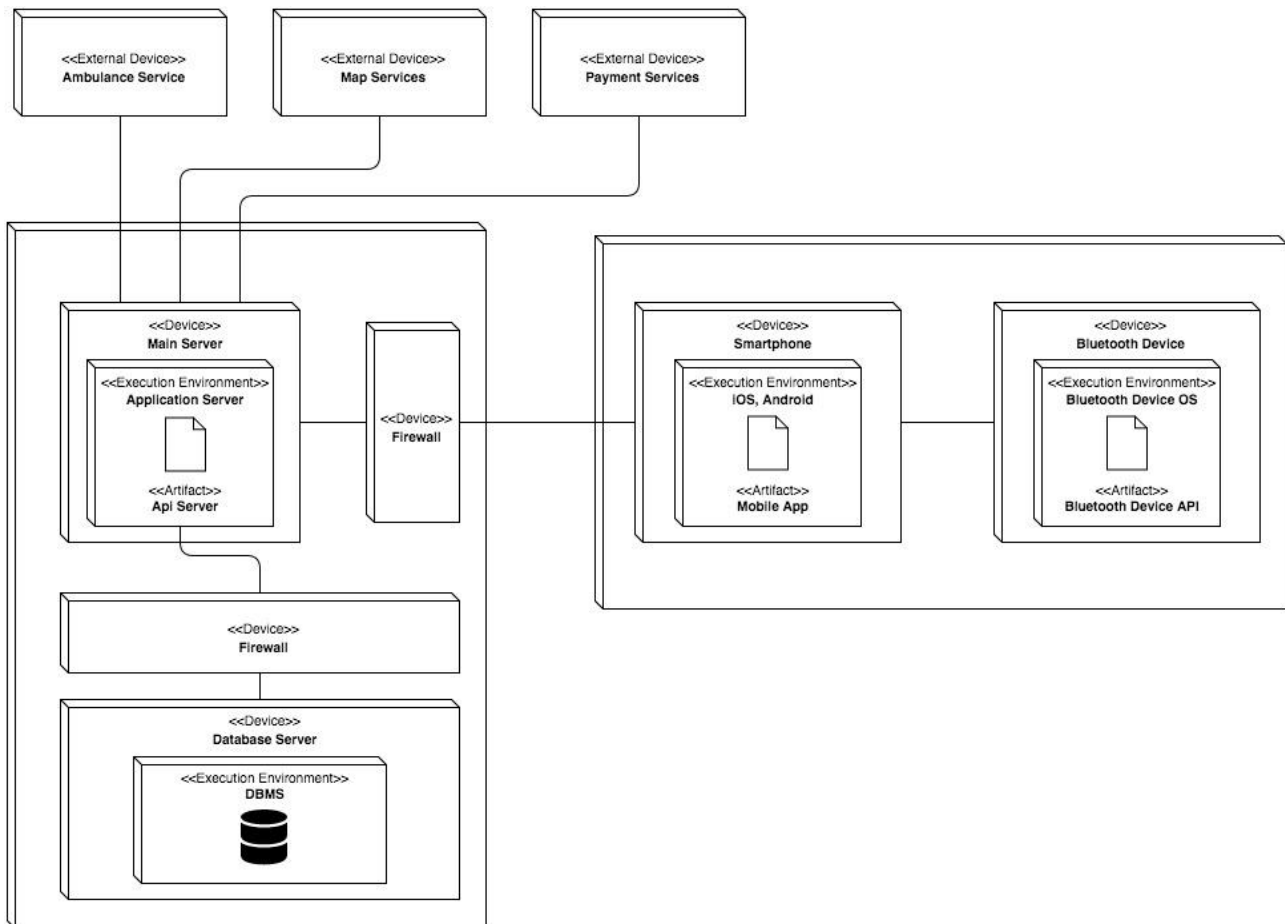 <<External Device>>
Ambulance Service
<<External Device>>
Map Services
<<External Device>>
Payment Services
<<Device>>
Main Server
<<Execution Environment>>
Application Server
<<Artifact>>
Api Server
<<Device>>
Firewall
<<Device>>
Smartphone
<<Execution Environment>>
iOS, Android
<<Artifact>>
Mobile App
<<Device>>
Bluetooth Device
<<Execution Environment>>
Bluetooth Device OS
<<Artifact>>
Bluetooth Device API
<<Device>>
Firewall
<<Device>>
Database Server
<<Execution Environment>>
DBMS